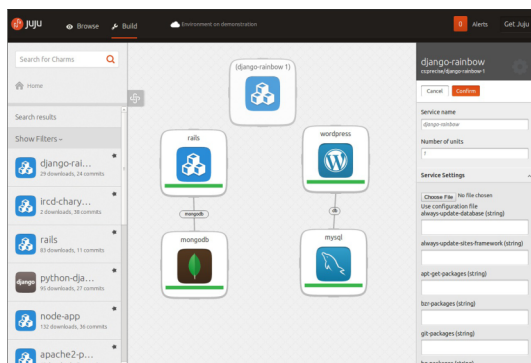 juju
Browse
Build
Environment on demonstration
Alerts
Get Juju
Search for Charms
Home
Search results
Show Filters
django-rai...
29 downloads, 24 commits
ircd-chary...
2 downloads, 38 commits
rails
83 downloads, 11 commits
django
python-dja...
95 downloads, 27 commits
node-app
132 downloads, 36 commits
apache2-p...
(django-rainbow 1)
rails
wordpress
mongodb
db
mongodb
mysql
django-rainbow
cs:precise/django-rainbow-1
Cancel
Confirm
Service name
django-rainbow
Number of units
1
Service Settings
Choose File No file chosen
Use configuration file
always-update-database (string)
always-update-sites-framework (string)
apt-get-packages (string)
bzr-packages (string)
git-packages (string)